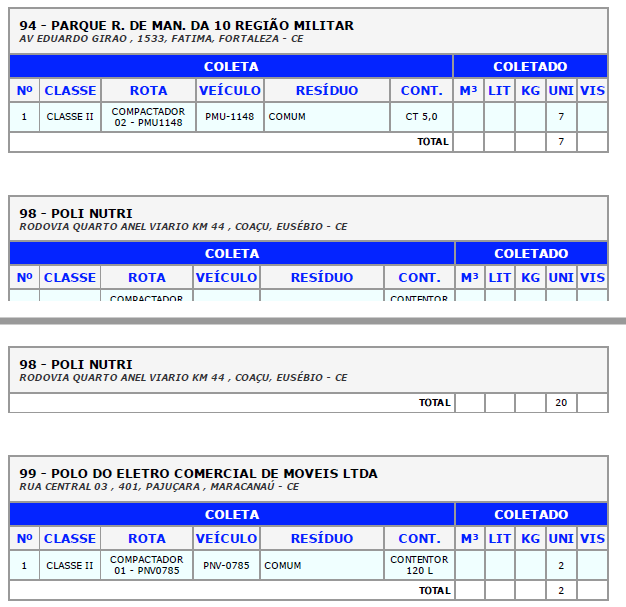 94 - PARQUE R. DE MAN. DA 10 REGIÃO MILITAR
AV EDUARDO GIRAO , 1533, FATIMA, FORTALEZA - CE
COLETA COLETADO
Nº CLASSE ROTA VEÍCULO RESÍDUO CONT. M³ LIT KG UNI VIS
1 CLASSE II COMPACTADOR 02 - PMU1148 PMU-1148 COMUM CT 5,0 7
TOTAL 7
98 - POLI NUTRI
RODOVIA QUARTO ANEL VIARIO KM 44 , COAÇU, EUSÉBIO - CE
COLETA COLETADO
Nº CLASSE ROTA VEÍCULO RESÍDUO CONT. M³ LIT KG UNI VIS
COMPACTADOR CONTENTOR
98 - POLI NUTRI
RODOVIA QUARTO ANEL VIARIO KM 44 , COAÇU, EUSÉBIO - CE
TOTAL 20
99 - POLO DO ELETRO COMERCIAL DE MOVEIS LTDA
RUA CENTRAL 03 , 401, PAJUÇARA , MARACANAÚ - CE
COLETA COLETADO
Nº CLASSE ROTA VEÍCULO RESÍDUO CONT. M³ LIT KG UNI VIS
1 CLASSE II COMPACTADOR 01 - PNV0785 PNV-0785 COMUM CONTENTOR 120 L 2
TOTAL 2